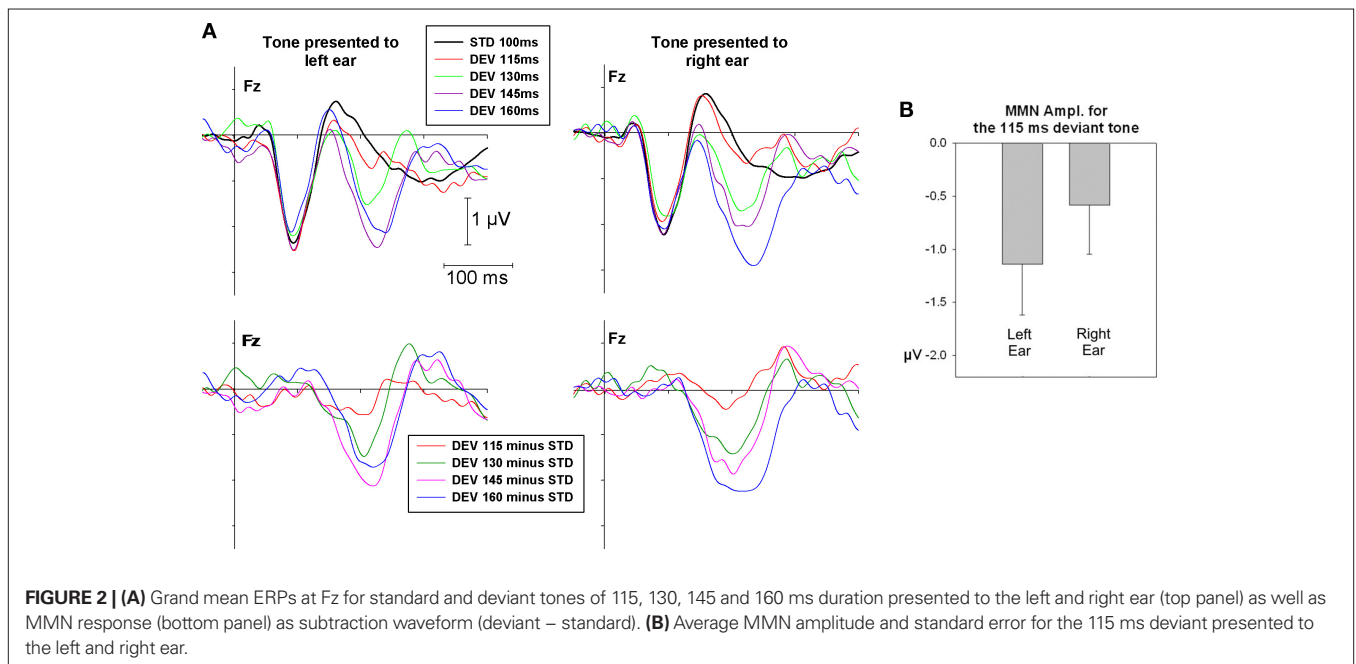 A
Tone presented to
left ear
Fz
STD 100ms
DEV 115ms
DEV 130ms
DEV 145ms
DEV 160ms
1 µV
100 ms
Tone presented to
right ear
Fz
Fz
DEV 115 minus STD
DEV 130 minus STD
DEV 145 minus STD
DEV 160 minus STD
Fz
B
MMN Ampl. for
the 115 ms deviant tone
0.0
-0.5
-1.0
-1.5
µV -2.0
Left
Ear
Right
Ear
FIGURE 2 | (A) Grand mean ERPs at Fz for standard and deviant tones of 115, 130, 145 and 160 ms duration presented to the left and right ear (top panel) as well as
MMN response (bottom panel) as subtraction waveform (deviant – standard). (B) Average MMN amplitude and standard error for the 115 ms deviant presented to
the left and right ear.